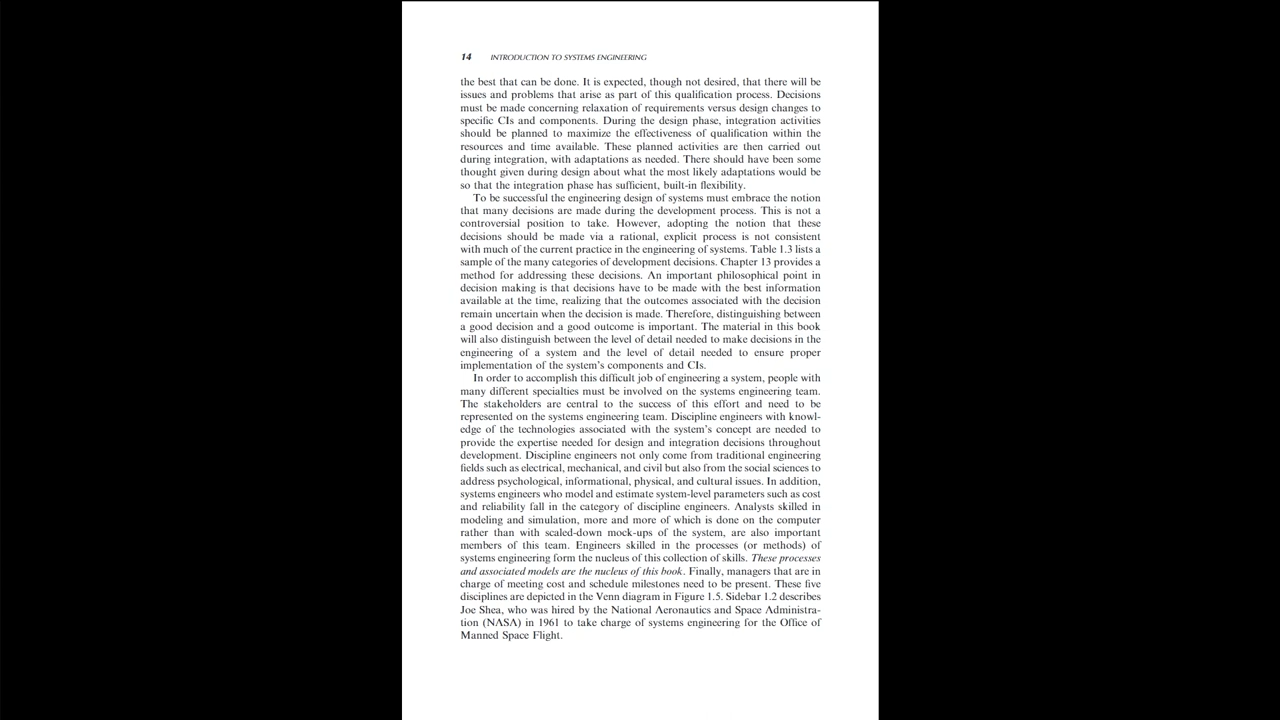 14 INTRODUCTION TO SYSTEMS ENGINEERING
the best that can be done. It is expected, though not desired, that there will be
issues and problems that arise as part of this qualification process. Decisions
must be made concerning relaxation of requirements versus design changes to
specific CIs and components. During the design phase, integration activities
should be planned to maximize the effectiveness of qualification within the
resources and time available. These planned activities are then carried out
during integration, with adaptations as needed. There should have been some
thought given during design about what the most likely adaptations would be
so that the integration phase has sufficient, built-in flexibility.
To be successful the engineering design of systems must embrace the notion
that many decisions are made during the development process. This is not a
controversial position to take. However, adopting the notion that these
decisions should be made via a rational, explicit process is not consistent
with much of the current practice in the engineering of systems. Table 1.3 lists a
sample of the many categories of development decisions. Chapter 13 provides a
method for addressing these decisions. An important philosophical point in
decision making is that decisions have to be made with the best information
available at the time, realizing that the outcomes associated with the decision
remain uncertain when the decision is made. Therefore, distinguishing between
a good decision and a good outcome is important. The material in this book
will also distinguish between the level of detail needed to make decisions in the
engineering of a system and the level of detail needed to ensure proper
implementation of the system's components and CIs.
In order to accomplish this difficult job of engineering a system, people with
many different specialties must be involved on the systems engineering team.
The stakeholders are central to the success of this effort and need to be
represented on the systems engineering team. Discipline engineers with knowl-
edge of the technologies associated with the system's concept are needed to
provide the expertise needed for design and integration decisions throughout
development. Discipline engineers not only come from traditional engineering
fields such as electrical, mechanical, and civil but also from the social sciences to
address psychological, informational, physical, and cultural issues. In addition,
systems engineers who model and estimate system-level parameters such as cost
and reliability fall in the category of discipline engineers. Analysts skilled in
modeling and simulation, more and more of which is done on the computer
rather than with scaled-down mock-ups of the system, are also important
members of this team. Engineers skilled in the processes (or methods) of
systems engineering form the nucleus of this collection of skills. These processes
and associated models are the nucleus of this book. Finally, managers that are in
charge of meeting cost and schedule milestones need to be present. These five
disciplines are depicted in the Venn diagram in Figure 1.5. Sidebar 1.2 describes
Joe Shea, who was hired by the National Aeronautics and Space Administra-
tion (NASA) in 1961 to take charge of systems engineering for the Office of
Manned Space Flight.